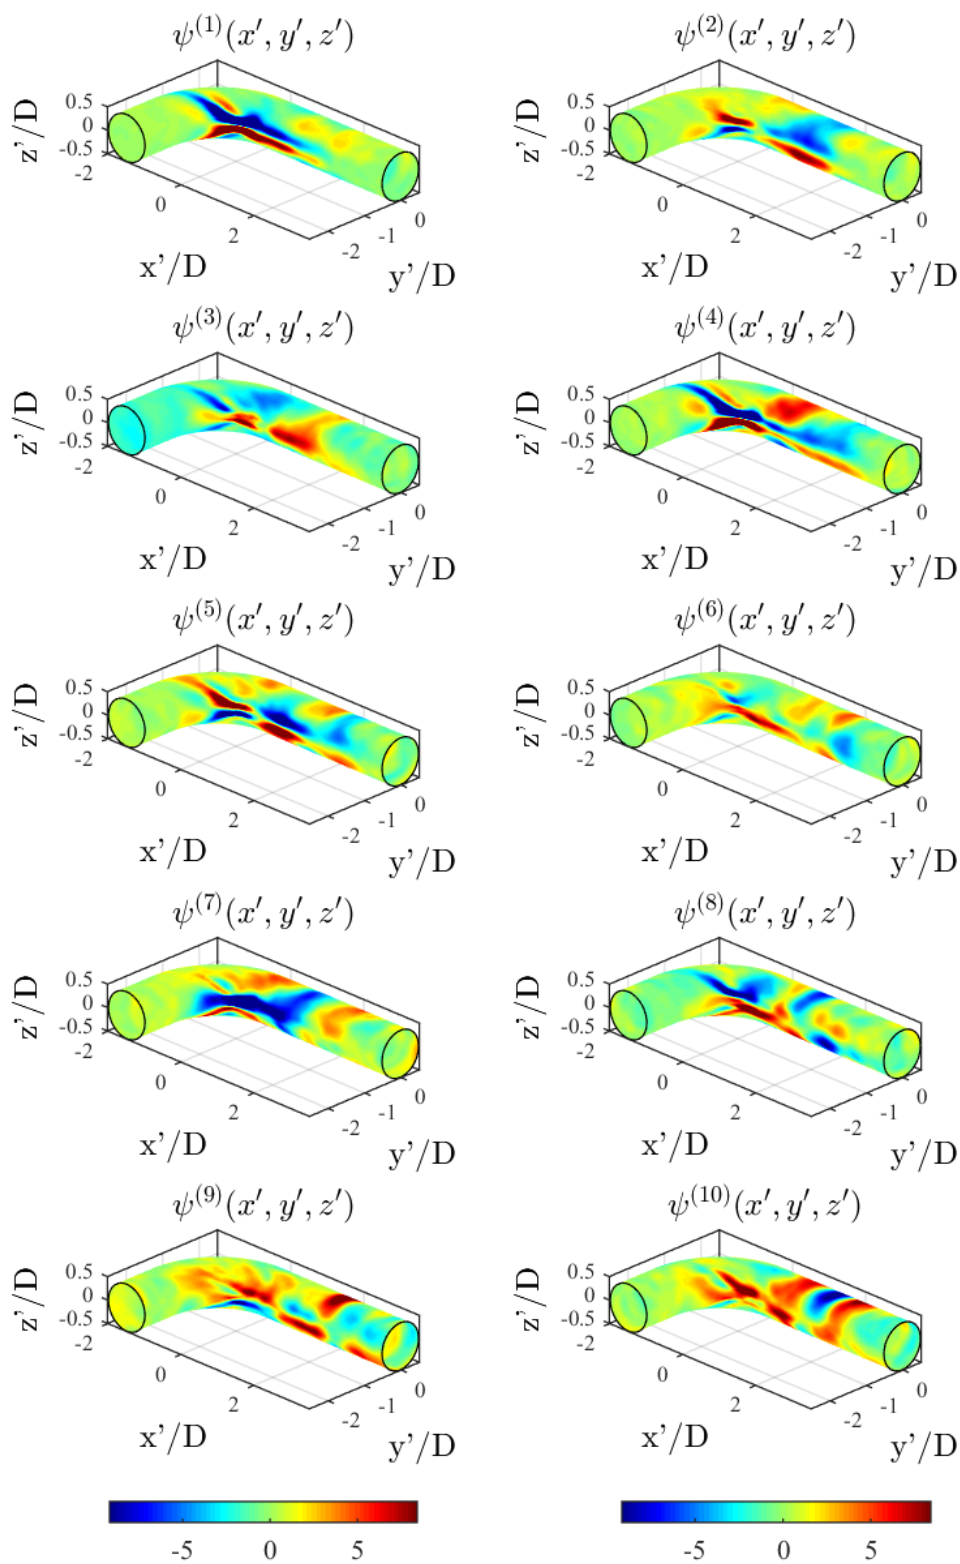 ψ^(1)(x′, y′, z′)
ψ^(2)(x′, y′, z′)
z'/D
0.5
0
-0.5
-2
0
2
x'/D
-2
-1
0
y'/D
z'/D
0.5
0
-0.5
-2
0
2
x'/D
-2
-1
0
y'/D
ψ^(3)(x′, y′, z′)
ψ^(4)(x′, y′, z′)
z'/D
0.5
0
-0.5
-2
0
2
x'/D
-2
-1
0
y'/D
z'/D
0.5
0
-0.5
-2
0
2
x'/D
-2
-1
0
y'/D
ψ^(5)(x′, y′, z′)
ψ^(6)(x′, y′, z′)
z'/D
0.5
0
-0.5
-2
0
2
x'/D
-2
-1
0
y'/D
z'/D
0.5
0
-0.5
-2
0
2
x'/D
-2
-1
0
y'/D
ψ^(7)(x′, y′, z′)
ψ^(8)(x′, y′, z′)
z'/D
0.5
0
-0.5
-2
0
2
x'/D
-2
-1
0
y'/D
z'/D
0.5
0
-0.5
-2
0
2
x'/D
-2
-1
0
y'/D
ψ^(9)(x′, y′, z′)
ψ^(10)(x′, y′, z′)
z'/D
0.5
0
-0.5
-2
0
2
x'/D
-2
-1
0
y'/D
z'/D
0.5
0
-0.5
-2
0
2
x'/D
-2
-1
0
y'/D
-5 0 5
-5 0 5